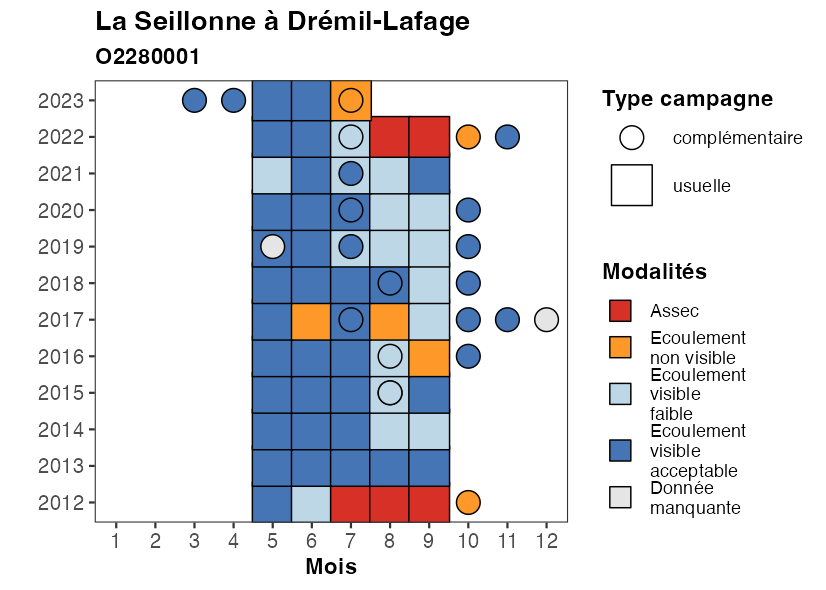 La Seillonne à Drémil-Lafage
O2280001
2023
2022
2021
2020
2019
2018
2017
2016
2015
2014
2013
2012
1 2 3 4 5 6 7 8 9 10 11 12
Mois
Type campagne
complémentaire
usuelle
Modalités
Assec
Ecoulement
non visible
Ecoulement
visible
faible
Ecoulement
visible
acceptable
Donnée
manquante